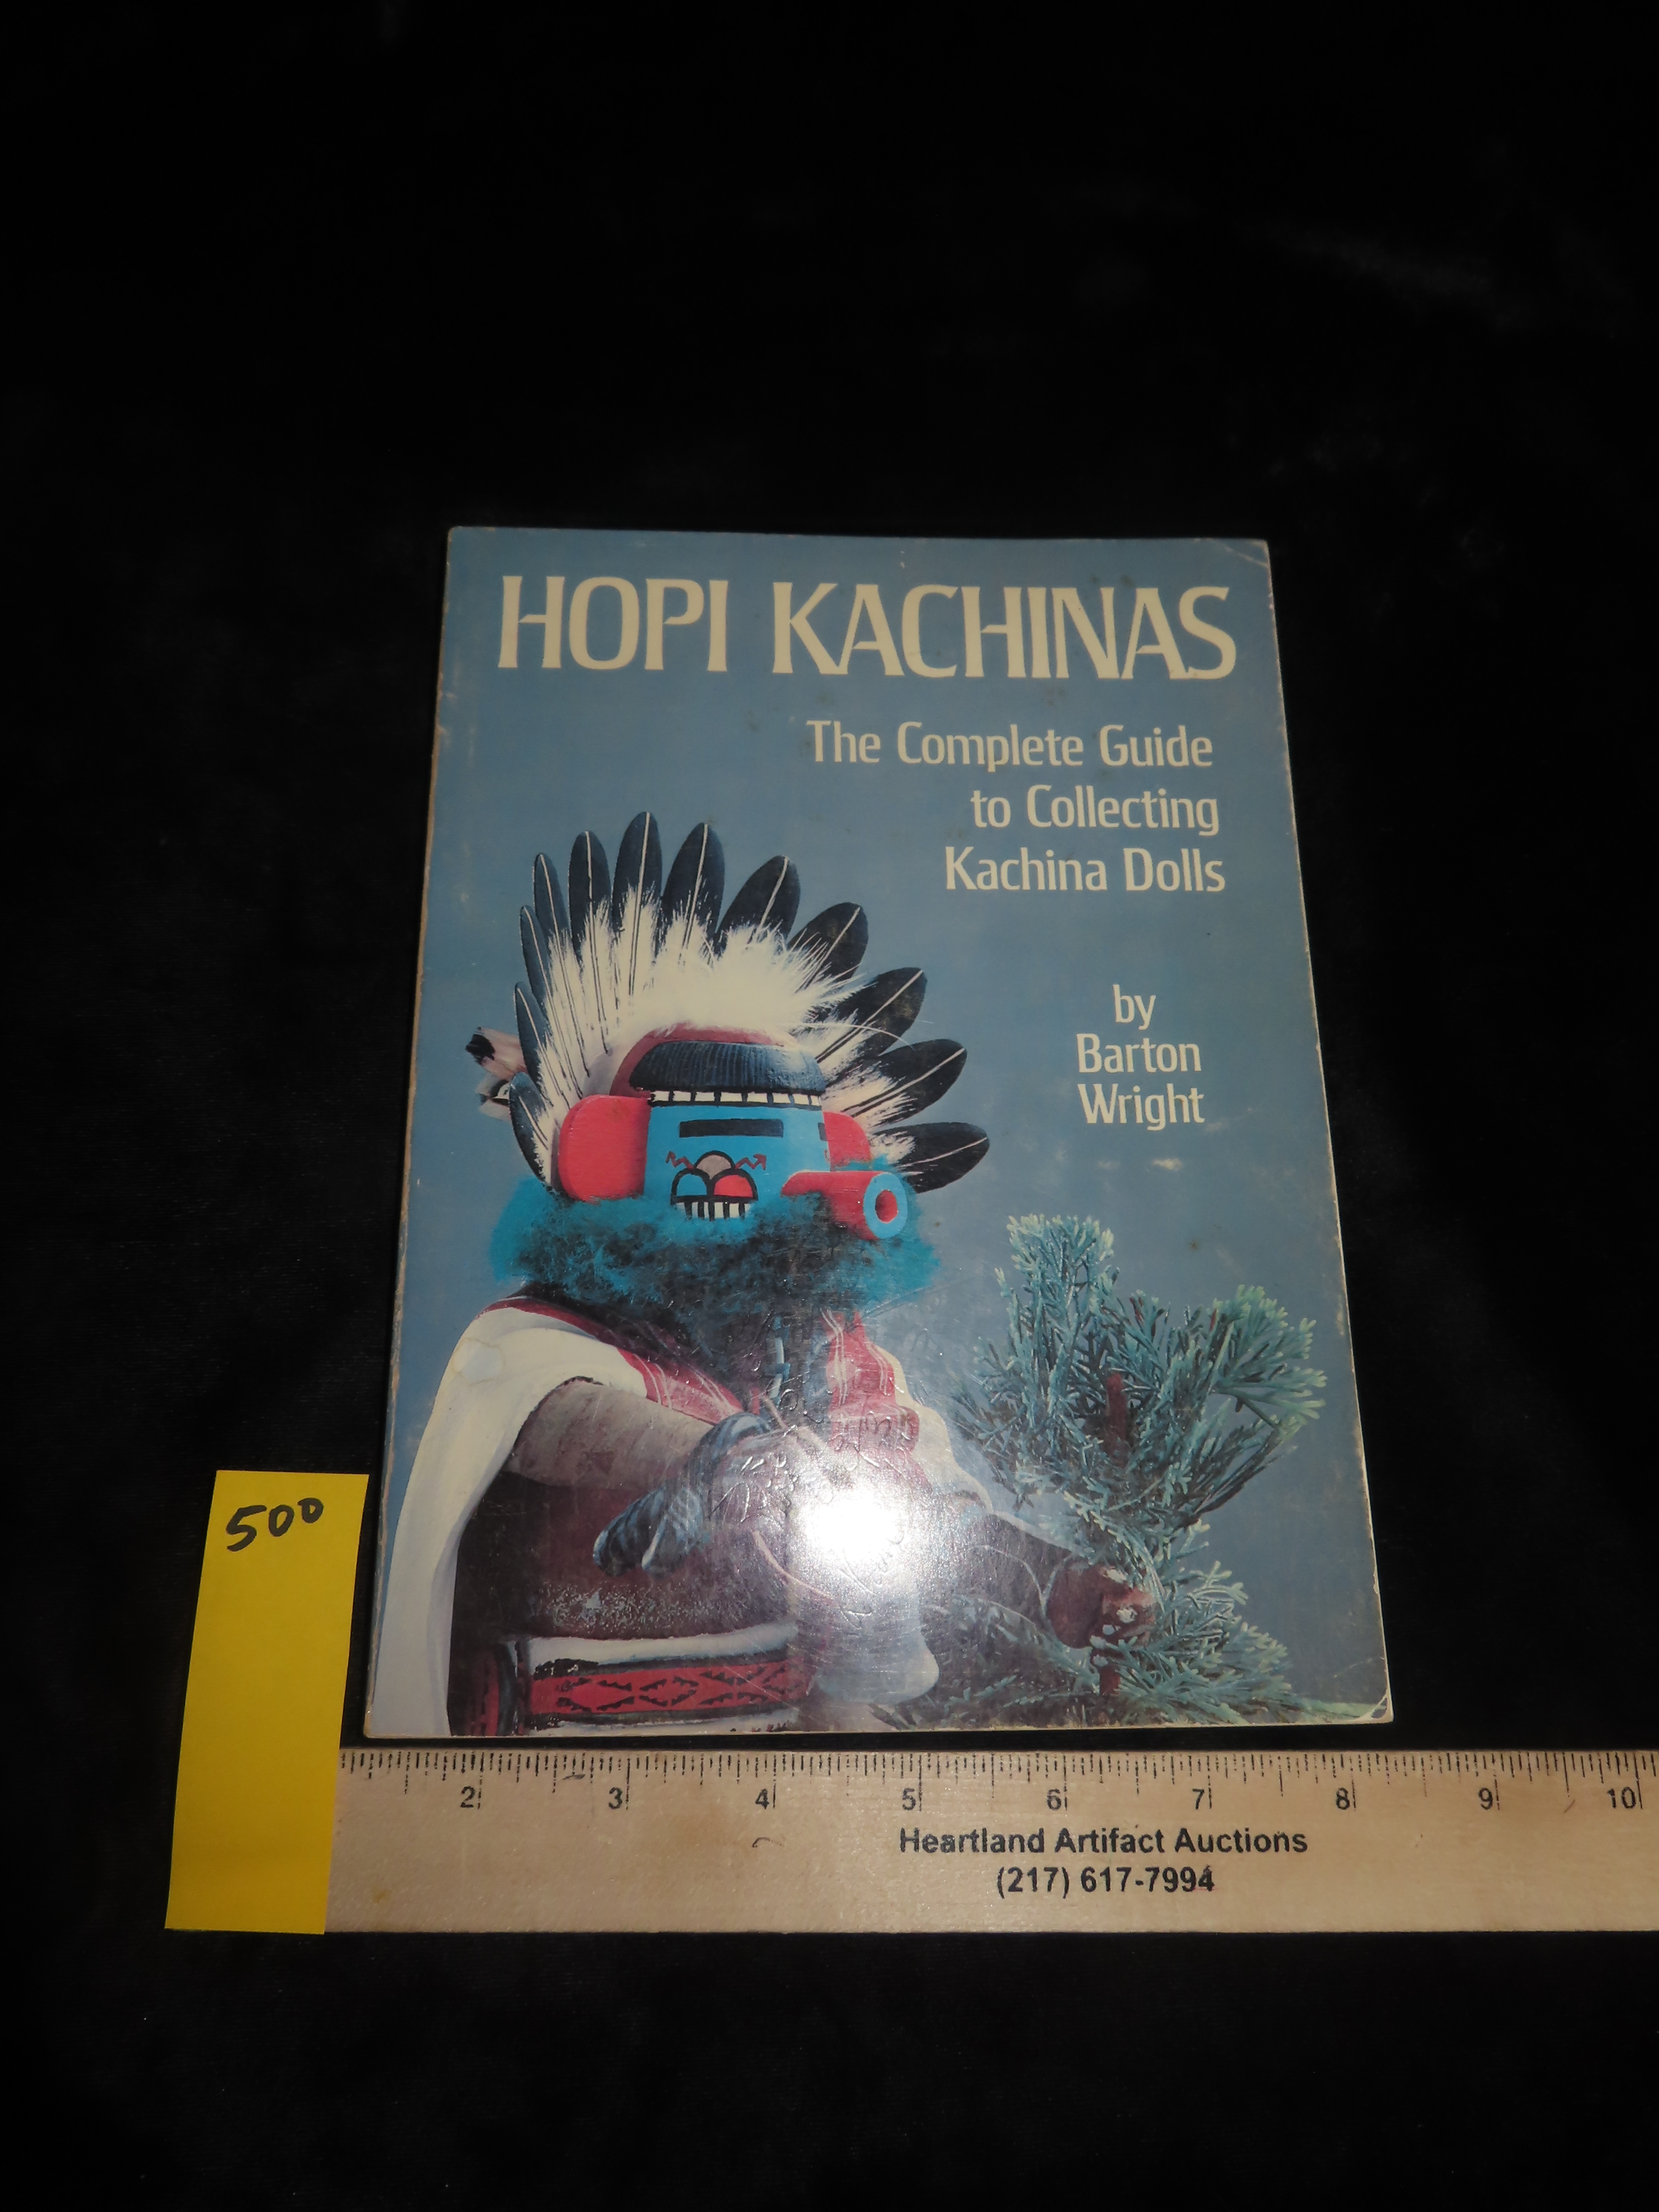 HOPI KACHINAS
The Complete Guide
to Collecting
Kachina Dolls
by
Barton
Wright
500
2 3 4 5 6 7 8 9 10
Heartland Artifact Auctions
(217) 617-7994